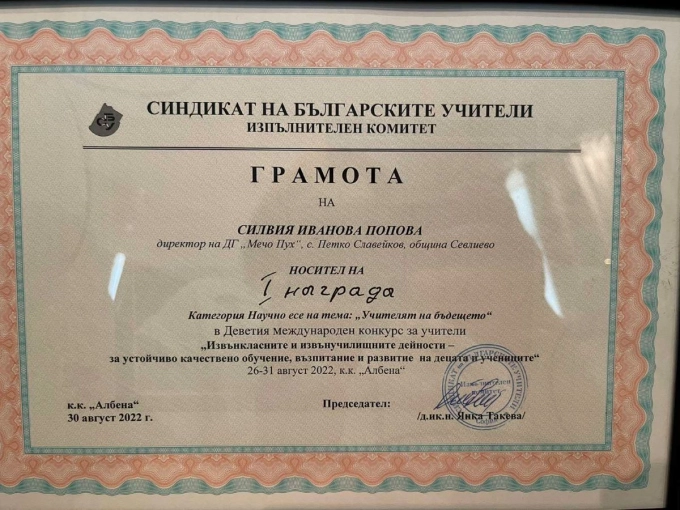 СИНДИКАТ НА БЪЛГАРСКИТЕ УЧИТЕЛИ
ИЗПЪЛНИТЕЛЕН КОМИТЕТ
ГРАМОТА
НА
СИЛВИЯ ИВАНОВА ПОПОВА
директор на ДГ „Мечо Пух“, с. Петко Славейков, община Севлиево
НОСИТЕЛ НА
I награда
Категория Научно есе на тема: „Учителят на бъдещето“
в Деветия международен конкурс за учители
„Извънкласните и извънучилищните дейности –
за устойчиво качествено обучение, възпитание и развитие на децата и учениците“
26-31 август 2022, к.к. „Албена“
к.к. „Албена“ Председател:
30 август 2022 г. /д.ик.н. Янка Такева/